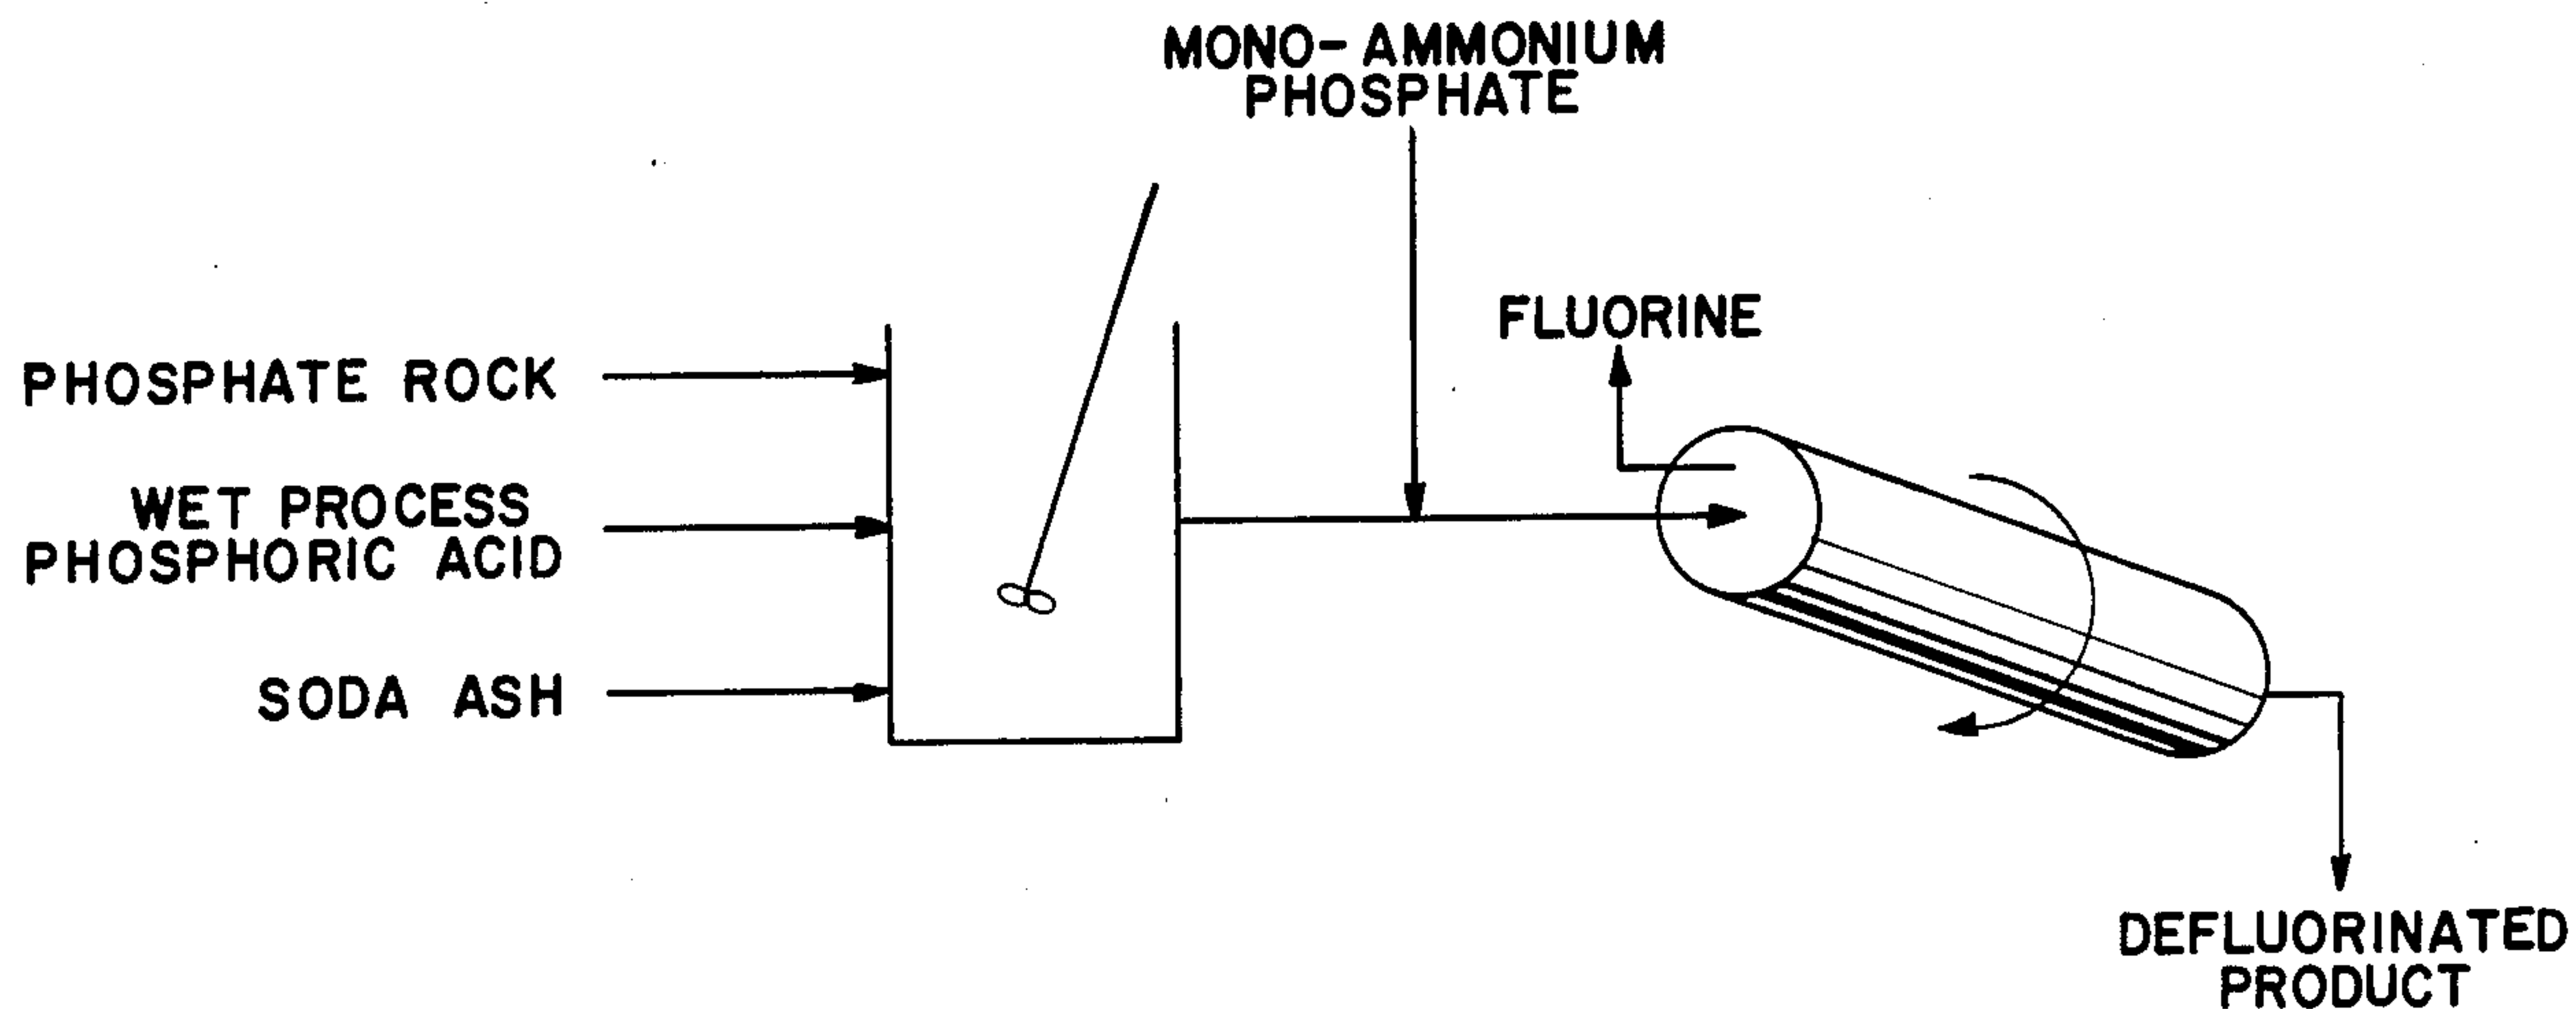 MONO-AMMONIUM
PHOSPHATE
FLUORINE
PHOSPHATE ROCK
WET PROCESS
PHOSPHORIC ACID
SODA ASH
DEFLUORINATED
PRODUCT